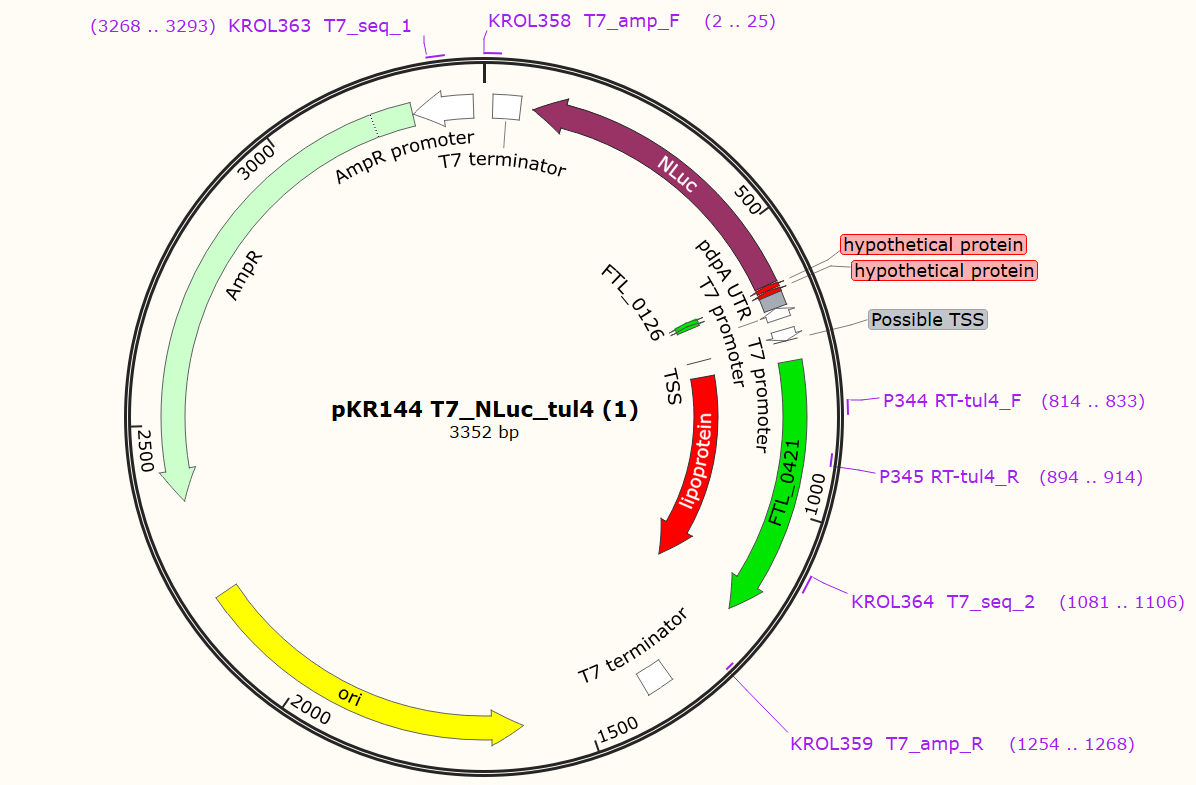 (3268 .. 3293)  KROL363  T7_seq_1
KROL358  T7_amp_F  (2 .. 25)
AmpR promoter
T7 terminator
NLuc
3000
500
hypothetical protein
hypothetical protein
pdpA UTR
T7 promoter
FTL_0126
Possible TSS
AmpR
T7 promoter
TSS
P344 RT-tul4_F  (814 .. 833)
pKR144 T7_NLuc_tul4 (1)
3352 bp
lipoprotein
2500
FTL_0421
P345 RT-tul4_R  (894 .. 914)
1000
KROL364  T7_seq_2  (1081 .. 1106)
T7 terminator
ori
2000
1500
KROL359  T7_amp_R  (1254 .. 1268)